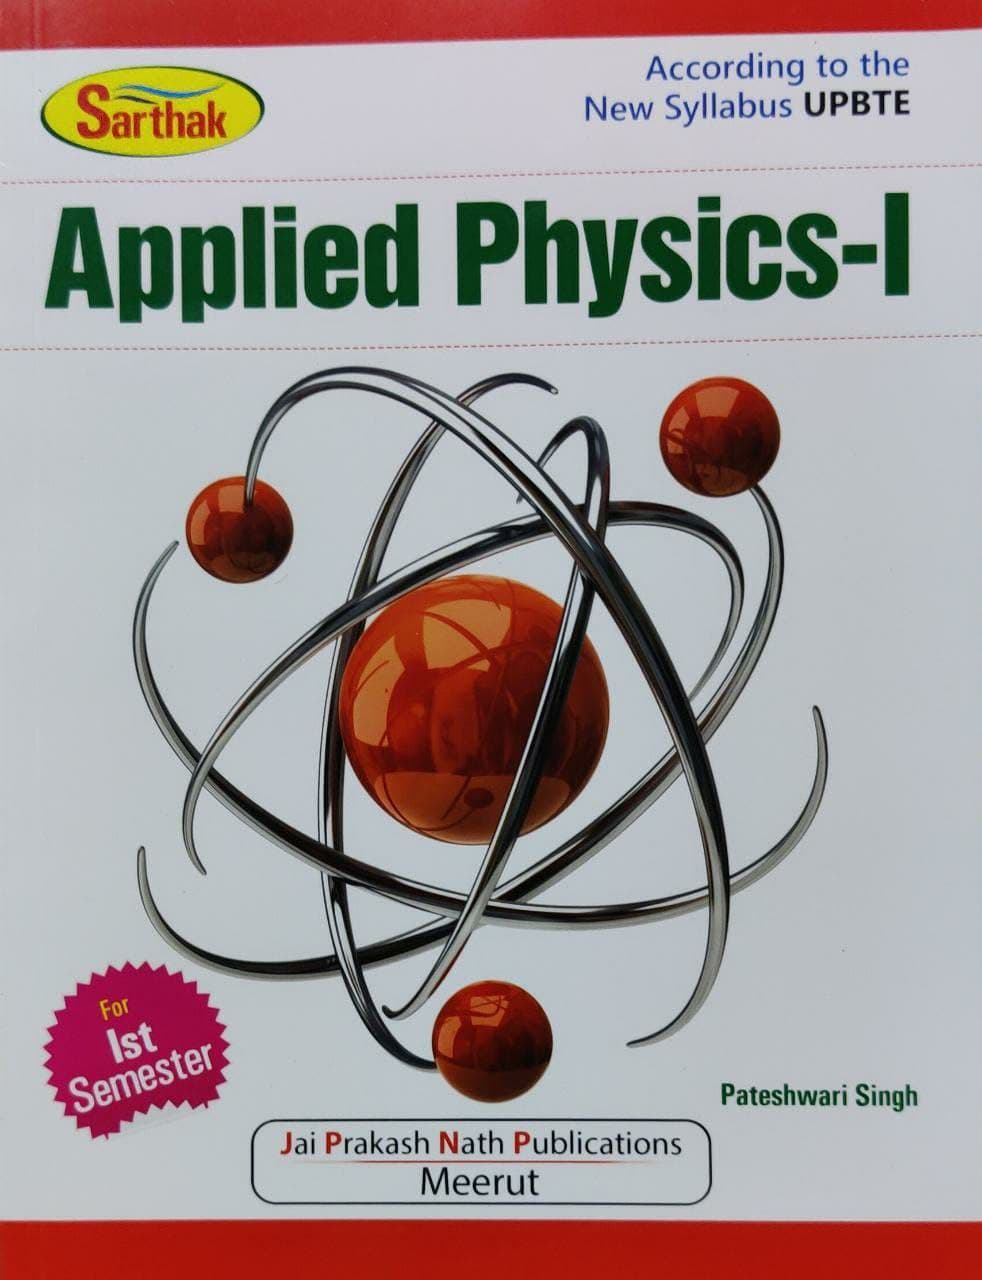 Sarthak
According to the
New Syllabus UPBTE
Applied Physics-I
For
Ist
Semester
Pateshwari Singh
Jai Prakash Nath Publications
Meerut